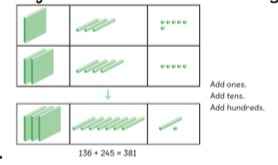 Add ones.
Add tens.
Add hundreds.
136 + 245 = 381